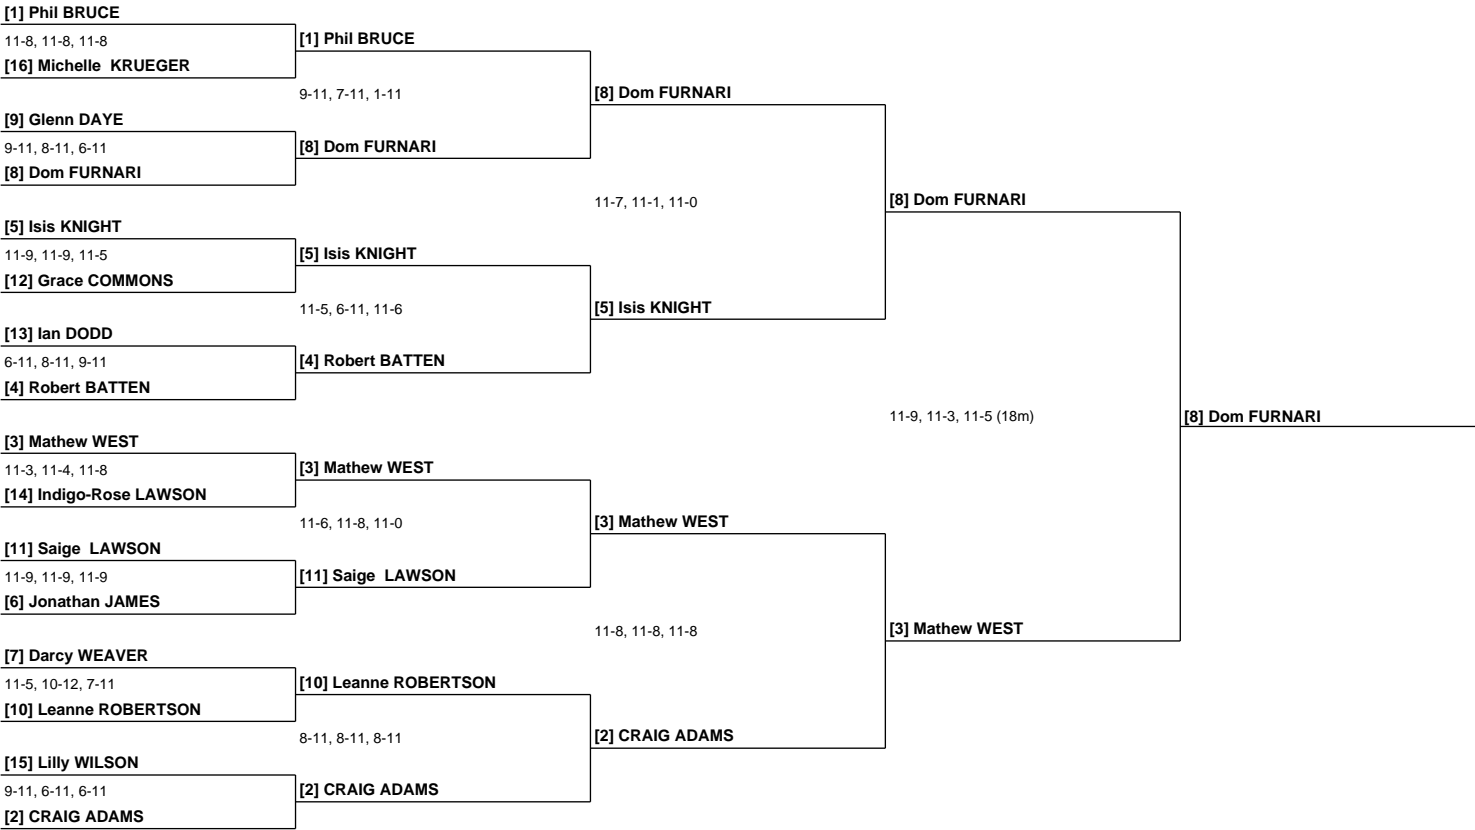 [1] Phil BRUCE
11-8, 11-8, 11-8
[16] Michelle  KRUEGER
[9] Glenn DAYE
9-11, 8-11, 6-11
[8] Dom FURNARI
[5] Isis KNIGHT
11-9, 11-9, 11-5
[12] Grace COMMONS
[13] Ian DODD
6-11, 8-11, 9-11
[4] Robert BATTEN
[3] Mathew WEST
11-3, 11-4, 11-8
[14] Indigo-Rose LAWSON
[11] Saige  LAWSON
11-9, 11-9, 11-9
[6] Jonathan JAMES
[7] Darcy WEAVER
11-5, 10-12, 7-11
[10] Leanne ROBERTSON
[15] Lilly WILSON
9-11, 6-11, 6-11
[2] CRAIG ADAMS
[1] Phil BRUCE
9-11, 7-11, 1-11
[8] Dom FURNARI
[5] Isis KNIGHT
11-5, 6-11, 11-6
[4] Robert BATTEN
[3] Mathew WEST
11-6, 11-8, 11-0
[11] Saige  LAWSON
[10] Leanne ROBERTSON
8-11, 8-11, 8-11
[2] CRAIG ADAMS
[8] Dom FURNARI
11-7, 11-1, 11-0
[5] Isis KNIGHT
[3] Mathew WEST
11-8, 11-8, 11-8
[2] CRAIG ADAMS
[8] Dom FURNARI
11-9, 11-3, 11-5 (18m)
[3] Mathew WEST
[8] Dom FURNARI